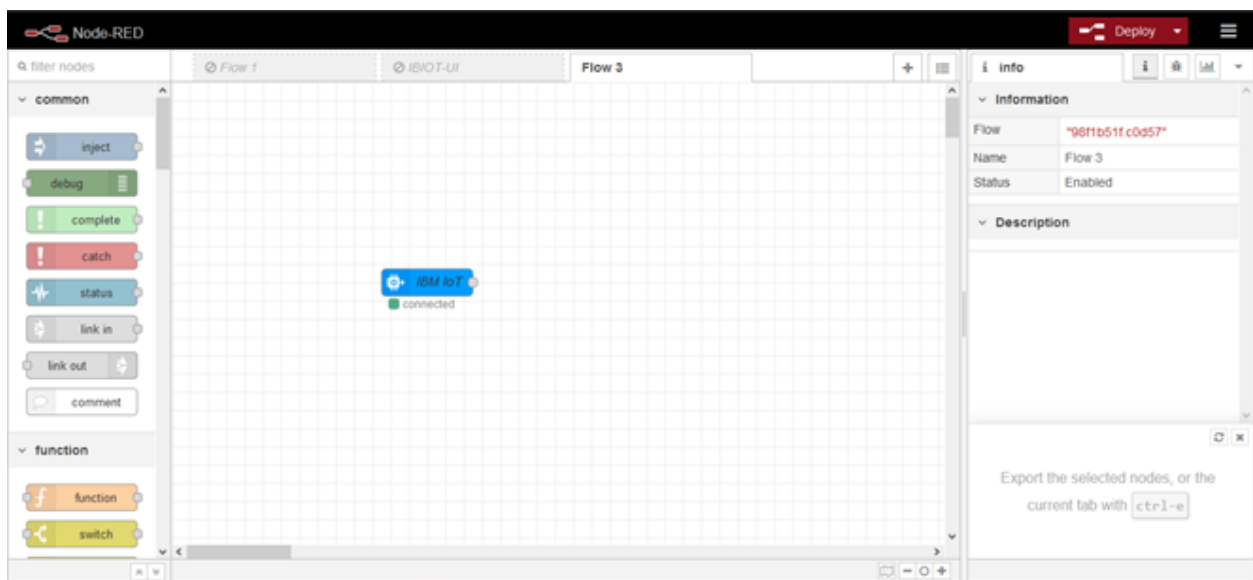 Node-RED
Deploy
filter nodes
Flow 1
IBIOT-UI
Flow 3
info
common
inject
debug
complete
catch
status
link in
link out
comment
function
function
switch
IBM IoT
connected
Information
Flow "98f1b51f.c0d57"
Name Flow 3
Status Enabled
Description
Export the selected nodes, or the
current tab with ctrl-e